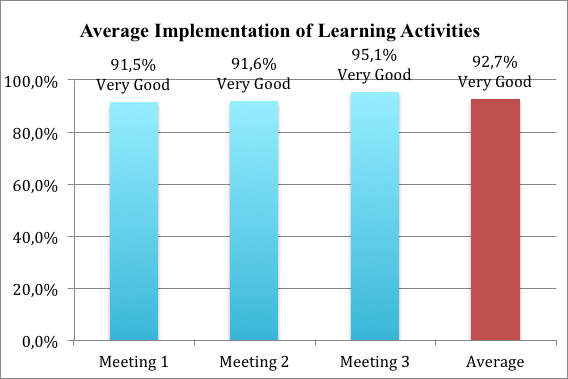 Average Implementation of Learning Activities
91,5%
Very Good
91,6%
Very Good
95,1%
Very Good
92,7%
Very Good
100,0%
80,0%
60,0%
40,0%
20,0%
0,0%
Meeting 1
Meeting 2
Meeting 3
Average